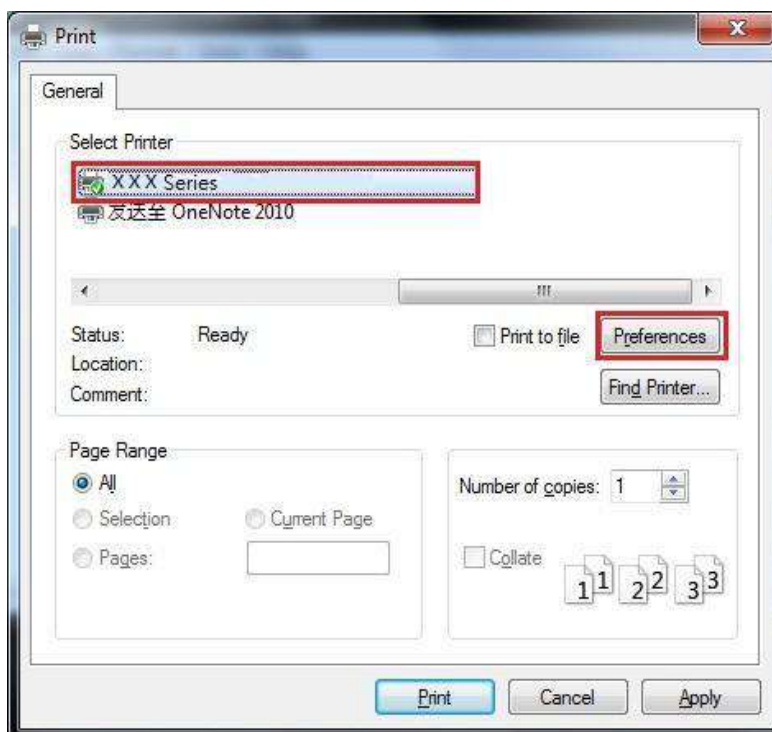 Print
General
Select Printer
XXX Series
发送至 OneNote 2010
Status: Ready
Print to file
Preferences
Location:
Comment:
Find Printer...
Page Range
All
Selection
Current Page
Pages:
Number of copies: 1
Collate
1 1 2 2 3 3
Print Cancel Apply